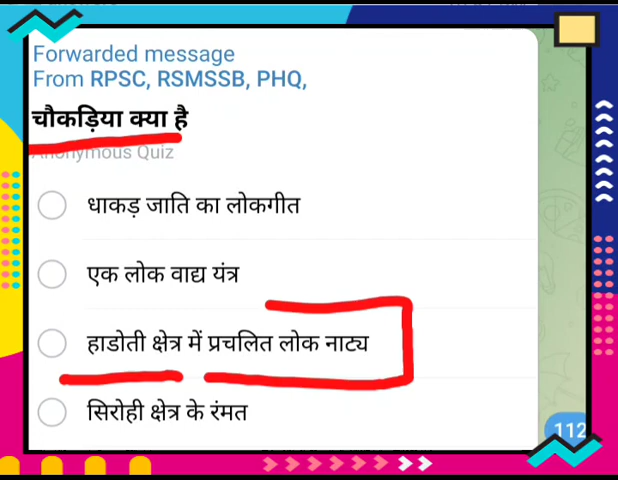 Forwarded message
From RPSC, RSMSSB, PHQ,
चौकड़िया क्या है
Anonymous Quiz
धाकड़ जाति का लोकगीत
एक लोक वाद्य यंत्र
हाडोती क्षेत्र में प्रचलित लोक नाट्य
सिरोही क्षेत्र के रंमत
112